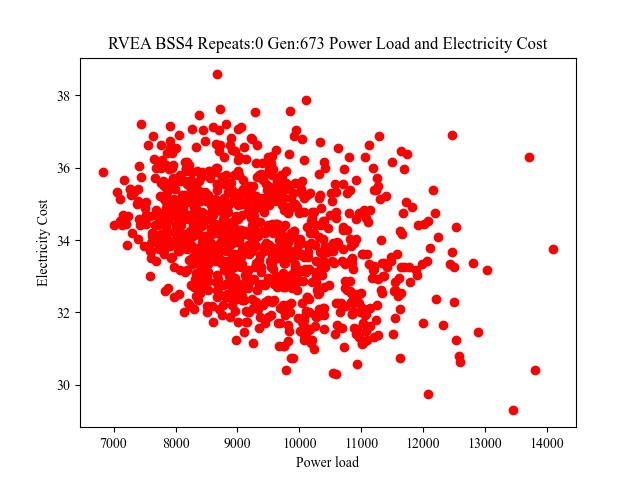 RVEA BSS4 Repeats:0 Gen:673 Power Load and Electricity Cost
38
36
34
32
30
Electricity Cost
7000 8000 9000 10000 11000 12000 13000 14000
Power load